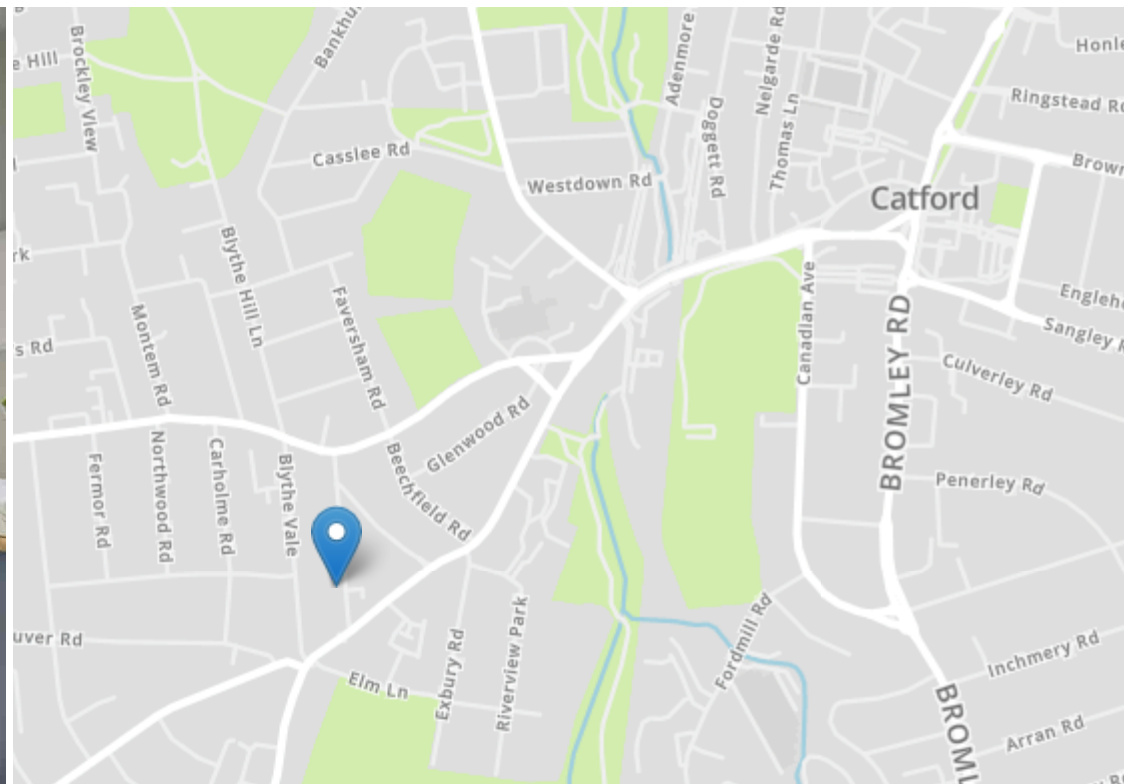 Brockley View
Bankhu
Adenmore
Nelgarde Rd
Honle
e Hill
Doggett Rd
Thomas Ln
Ringstead Ro
Casslee Rd
Brown
Westdown Rd
Catford
rk
Blythe Hill Ln
Canadian Ave
Engleh
Faversham Rd
Montem Rd
BROMLEY RD
Sangley R
s Rd
Culverley Rd
Glenwood Rd
Northwood Rd
Carholme Rd
Beechfield Rd
Fermor Rd
Blythe Vale
Penerley Rd
uver Rd
Exbury Rd
Riverview Park
Fordmill Rd
Inchmery Rd
Elm Ln
BROML
Arran Rd